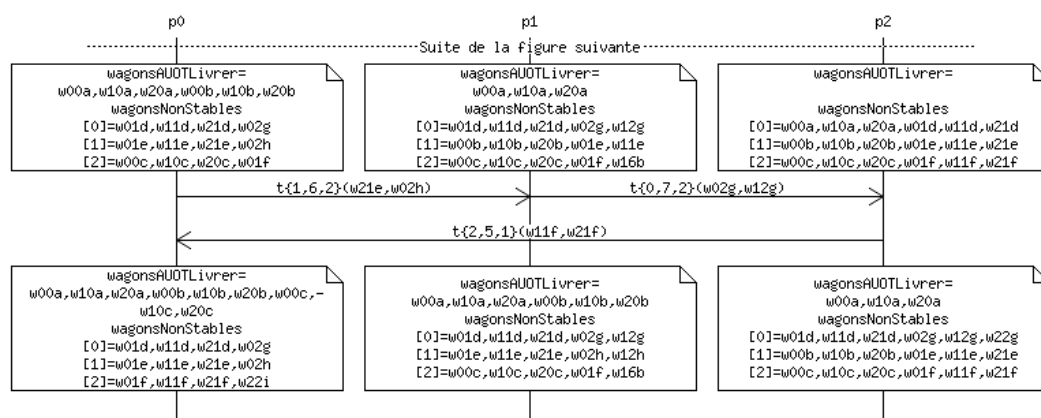 p0 p1 p2
Suite de la figure suivante
wagonsAUOTLivrer=
w00a,w10a,w20a,w00b,w10b,w20b
wagonsNonStables
[0]=w01d,w11d,w21d,w02g
[1]=w01e,w11e,w21e,w02h
[2]=w00c,w10c,w20c,w01f
wagonsAUOTLivrer=
w00a,w10a,w20a
wagonsNonStables
[0]=w01d,w11d,w21d,w02g,w12g
[1]=w00b,w10b,w20b,w01e,w11e
[2]=w00c,w10c,w20c,w01f,w16b
wagonsAUOTLivrer=
wagonsNonStables
[0]=w00a,w10a,w20a,w01d,w11d,w21d
[1]=w00b,w10b,w20b,w01e,w11e,w21e
[2]=w00c,w10c,w20c,w01f,w11f,w21f
t{1,6,2}(w21e,w02h)
t{0,7,2}(w02g,w12g)
t{2,5,1}(w11f,w21f)
wagonsAUOTLivrer=
w00a,w10a,w20a,w00b,w10b,w20b,w00c,-
w10c,w20c
wagonsNonStables
[0]=w01d,w11d,w21d,w02g
[1]=w01e,w11e,w21e,w02h
[2]=w01f,w11f,w21f,w22i
wagonsAUOTLivrer=
w00a,w10a,w20a,w00b,w10b,w20b
wagonsNonStables
[0]=w01d,w11d,w21d,w02g,w12g
[1]=w01e,w11e,w21e,w02h,w12h
[2]=w00c,w10c,w20c,w01f,w16b
wagonsAUOTLivrer=
w00a,w10a,w20a
wagonsNonStables
[0]=w01d,w11d,w21d,w02g,w12g,w22g
[1]=w00b,w10b,w20b,w01e,w11e,w21e
[2]=w00c,w10c,w20c,w01f,w11f,w21f